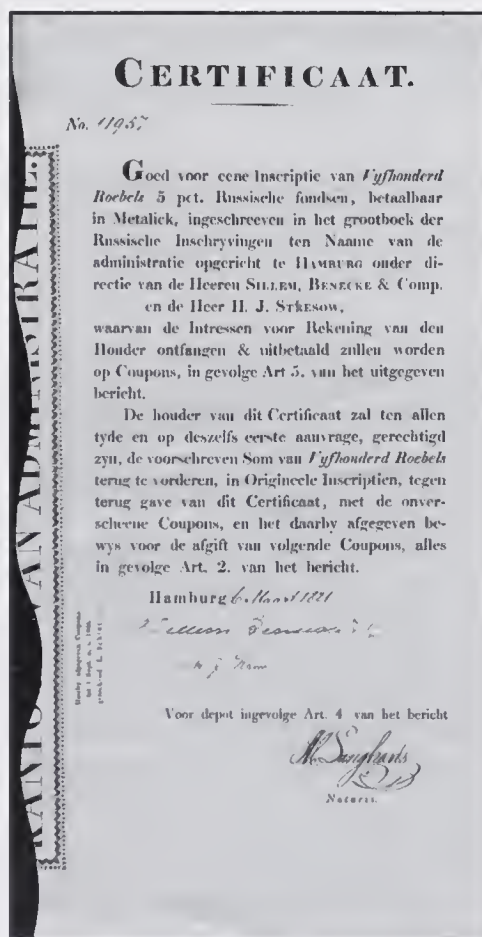 CERTIFICAAT.
No. 11957
Goed voor eene Inscriptie van Vyfhonderd
Roebels 5 pct. Russische fondsen, betaalbaar
in Metaliek, ingeschreeven in het grootboek der
Russische Inschryvingen ten Naame van de
administratie opgericht te HAMBURG onder di-
rectie van de Heeren SILLEM, BENECKE & Comp.
en de Heer H. J. STRESOW,
waarvan de Intressen voor Rekening van den
Houder ontfangen & uitbetaald zullen worden
op Coupons, in gevolge Art 5. van het uitgegeven
bericht.
De houder van dit Certificaat zal ten allen
tyde en op deszelfs eerste aanvrage, gerechtigd
zyn, de voorschreven Som van Vyfhonderd Roebels
terug te vorderen, in Origineele Inscriptien, tegen
terug gave van dit Certificaat, met de onver-
scheene Coupons, en het daarby afgegeven be-
wys voor de afgift van volgende Coupons, alles
in gevolge Art. 2. van het bericht.
Hamburg 6 Maart 1821
Voor depot ingevolge Art. 4 van het bericht
Notaris.
VAN ADMINISTRATIE.